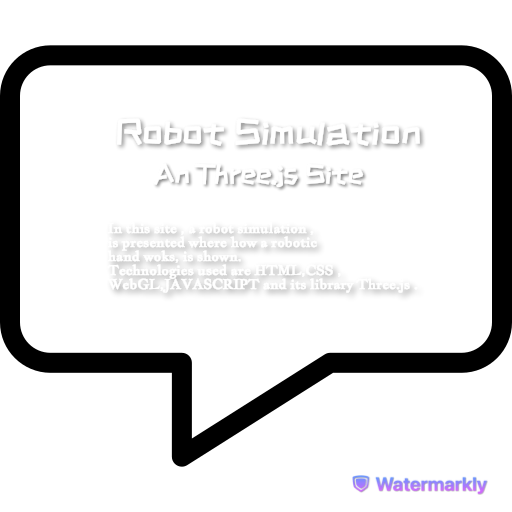 Robot Simulation
An Three.js Site
In this site , a robot simulation
is presented where how a robotic
hand woks, is shown.
Technologies used are HTML,CSS ,
WebGL,JAVASCRIPT and its library Three.js
Watermarkly